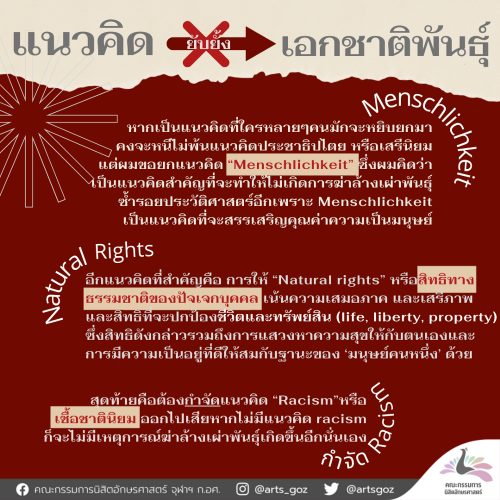 แนวคิด ยับยั้ง เอกชาติพันธุ์
Menschlichkeit
หากเป็นแนวคิดที่ใครหลายๆคนมักจะหยิบยกมา
คงจะหนีไม่พ้นแนวคิดประชาธิปไตย หรือเสรีนิยม
แต่ผมขอยกแนวคิด “Menschlichkeit” ซึ่งผมคิดว่า
เป็นแนวคิดสำคัญที่จะทำให้ไม่เกิดการฆ่าล้างเผ่าพันธุ์
ซ้ำรอยประวัติศาสตร์อีกเพราะ Menschlichkeit
เป็นแนวคิดที่จะสรรเสริญคุณค่าความเป็นมนุษย์
Natural Rights
อีกแนวคิดที่สำคัญคือ การให้ “Natural rights” หรือสิทธิทาง
ธรรมชาติของปัจเจกบุคคล เน้นความเสมอภาค และเสรีภาพ
และสิทธิที่จะปกป้องชีวิตและทรัพย์สิน (life, liberty, property)
ซึ่งสิทธิดังกล่าวรวมถึงการแสวงหาความสุขให้กับตนเองและ
การมีความเป็นอยู่ที่ดีให้สมกับฐานะของ ‘มนุษย์คนหนึ่ง’ ด้วย
สุดท้ายคือต้องกำจัดแนวคิด “Racism”หรือ
เชื้อชาตินิยม ออกไปเสียหากไม่มีแนวคิด racism
ก็จะไม่มีเหตุการณ์ฆ่าล้างเผ่าพันธุ์เกิดขึ้นอีกนั่นเอง
กำจัด Racism
คณะกรรมการนิสิตอักษรศาสตร์ จุฬาฯ ก.อศ. @arts_goz @artsgoz
คณะกรรมการ
นิสิตอักษรศาสตร์